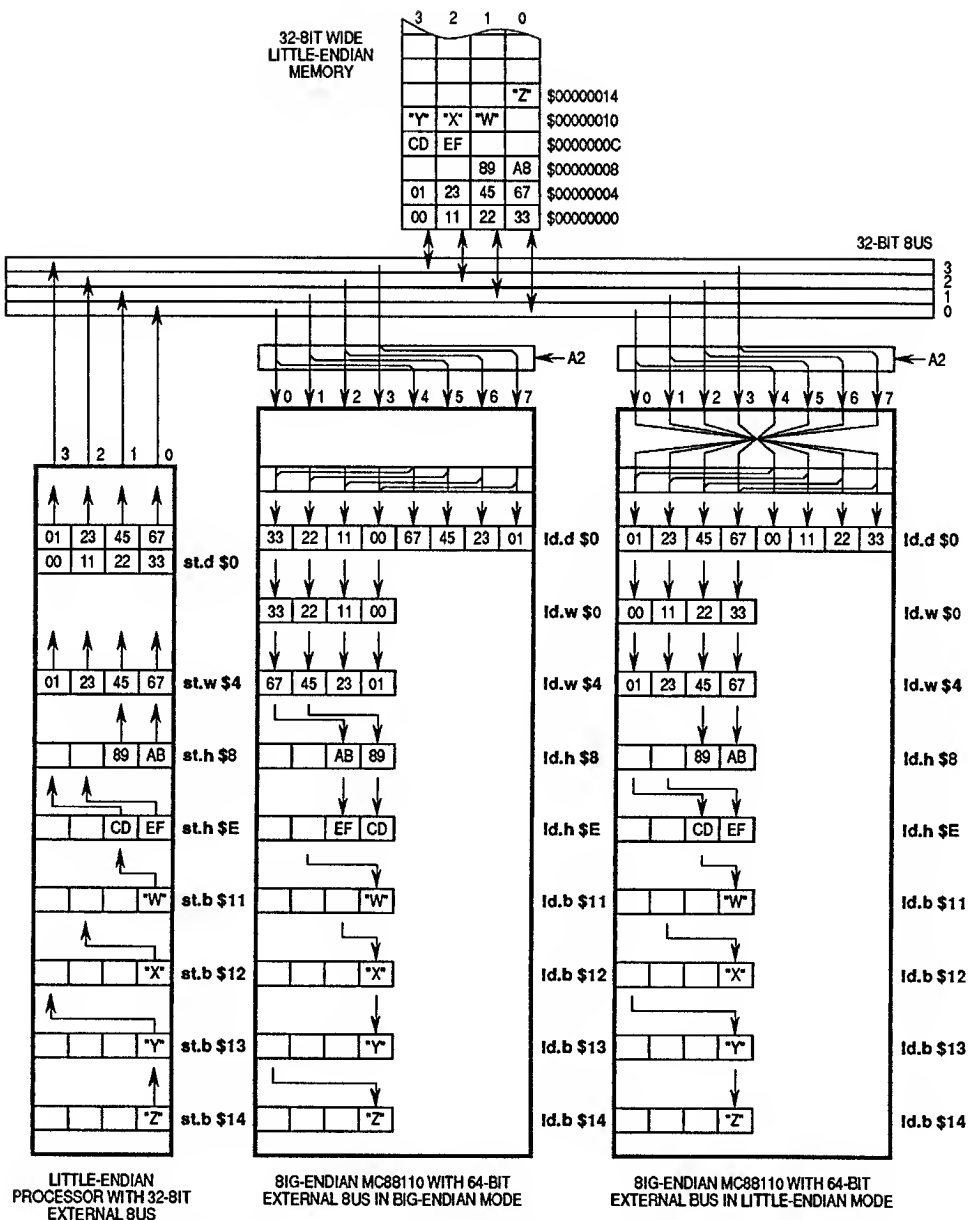 32-8IT WIDE
LITTLE-ENDIAN
MEMORY
3 2 1 0
"Z" $00000014
"Y" "X" "W" $00000010
CD EF $0000000C
89 A8 $00000008
01 23 45 67 $00000004
00 11 22 33 $00000000
32-BIT 8US
3
2
1
0
A2
A2
0 1 2 3 4 5 6 7
0 1 2 3 4 5 6 7
3 2 1 0
01 23 45 67
00 11 22 33 st.d $0
33 22 11 00 67 45 23 01 ld.d $0
01 23 45 67 00 11 22 33 ld.d $0
33 22 11 00 ld.w $0
00 11 22 33 ld.w $0
01 23 45 67 st.w $4
67 45 23 01 ld.w $4
01 23 45 67 ld.w $4
89 AB st.h $8
AB 89 ld.h $8
89 AB ld.h $8
CD EF st.h $E
EF CD ld.h $E
CD EF ld.h $E
"W" st.b $11
"W" ld.b $11
"W" ld.b $11
"X" st.b $12
"X" ld.b $12
"X" ld.b $12
"Y" st.b $13
"Y" ld.b $13
"Y" ld.b $13
"Z" st.b $14
"Z" ld.b $14
"Z" ld.b $14
LITTLE-ENDIAN
PROCESSOR WITH 32-8IT
EXTERNAL 8US
8IG-ENDIAN MC88110 WITH 64-BIT
EXTERNAL 8US IN BIG-ENDIAN MODE
8IG-ENDIAN MC88110 WITH 64-BIT
EXTERNAL BUS IN LITTLE-ENDIAN MODE